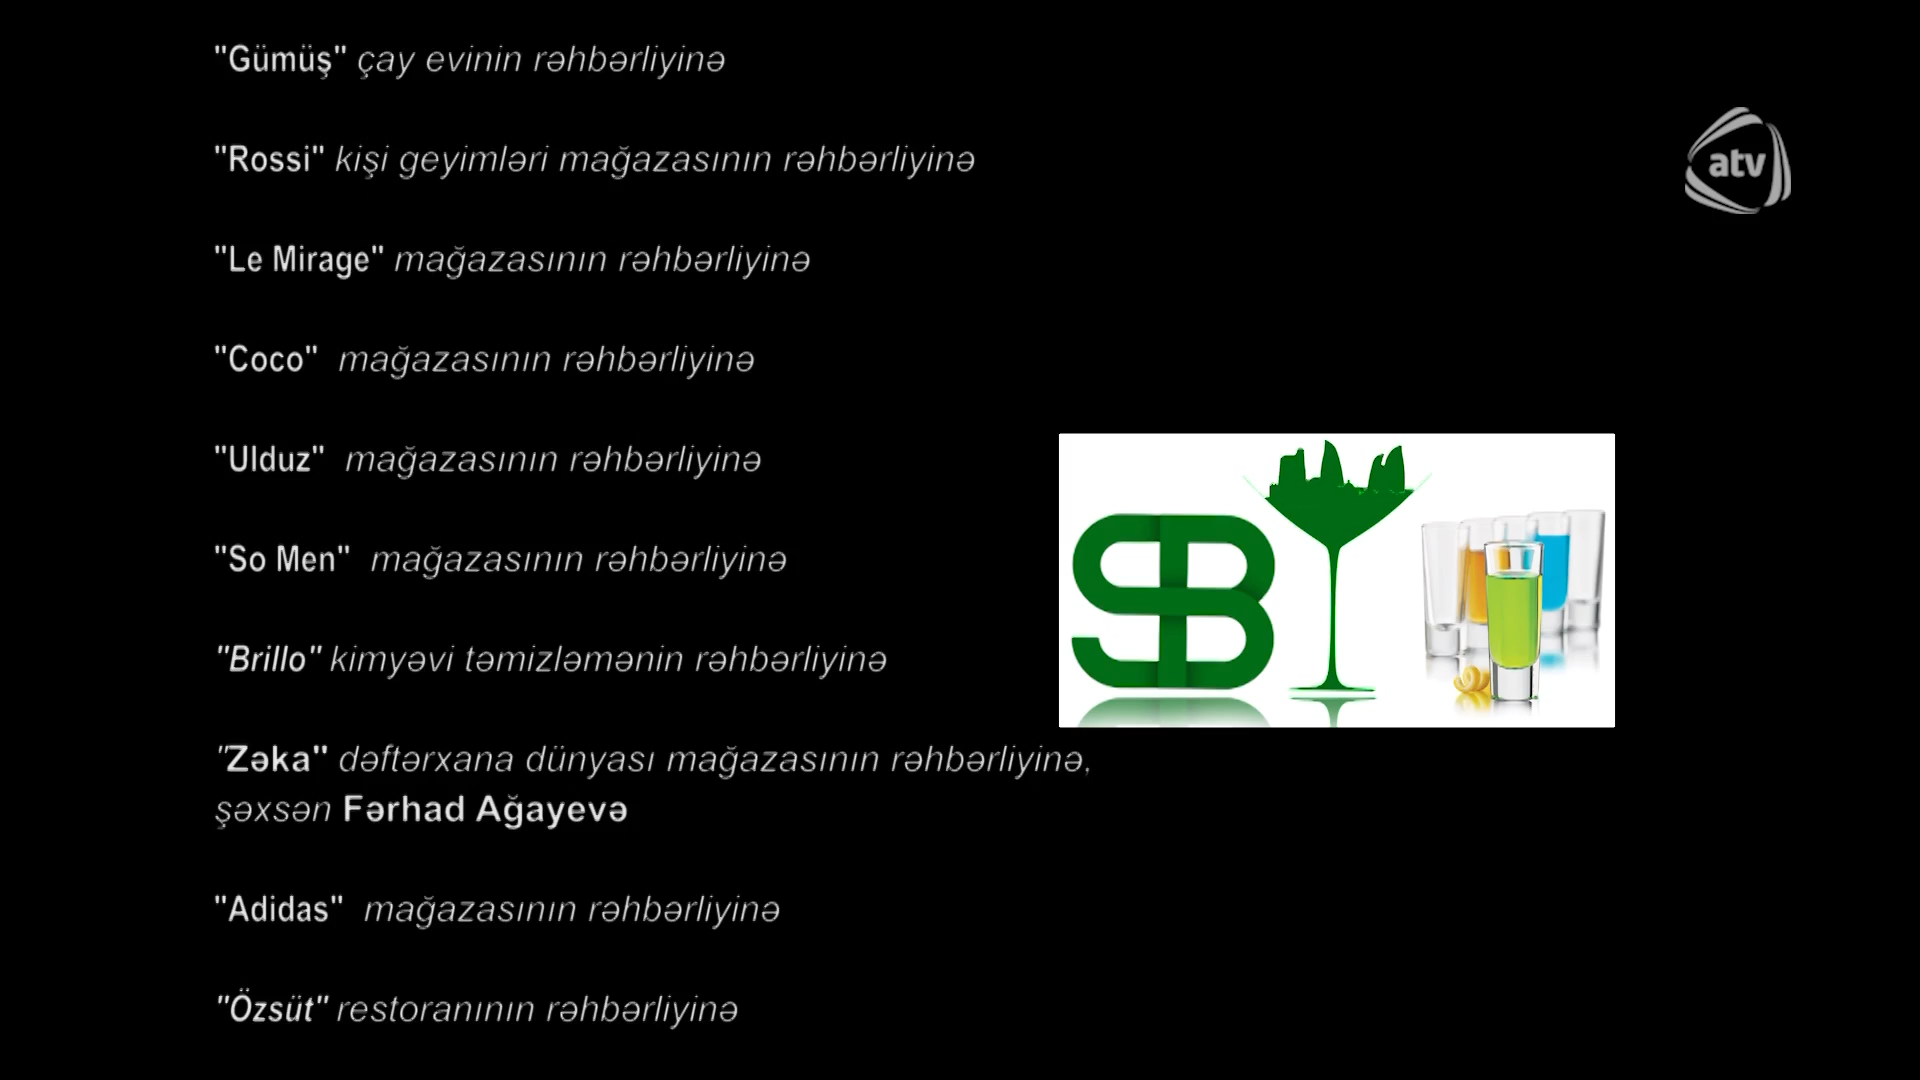 "Gümüş" çay evinin rəhbərliyinə
"Rossi" kişi geyimləri mağazasının rəhbərliyinə
atv
"Le Mirage" mağazasının rəhbərliyinə
"Coco" mağazasının rəhbərliyinə
"Ulduz" mağazasının rəhbərliyinə
"So Men" mağazasının rəhbərliyinə
SB
"Brillo" kimyəvi təmizləmənin rəhbərliyinə
"Zəka" dəftərxana dünyası mağazasının rəhbərliyinə,
şəxsən Fərhad Ağayevə
"Adidas" mağazasının rəhbərliyinə
"Özsüt" restoranının rəhbərliyinə